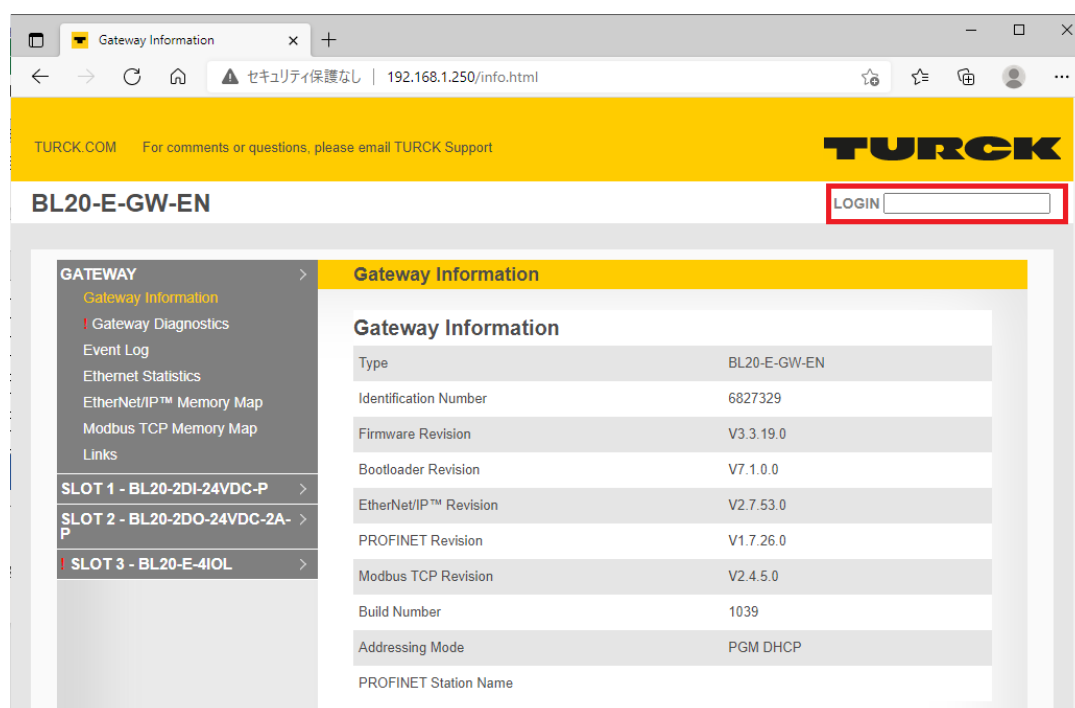 Gateway Information
セキュリティ保護なし | 192.168.1.250/info.html
TURCK.COM For comments or questions, please email TURCK Support
TURCK
BL20-E-GW-EN
LOGIN
GATEWAY
Gateway Information
! Gateway Diagnostics
Event Log
Ethernet Statistics
EtherNet/IP™ Memory Map
Modbus TCP Memory Map
Links
SLOT 1 - BL20-2DI-24VDC-P
SLOT 2 - BL20-2DO-24VDC-2A-
P
! SLOT 3 - BL20-E-4IOL
Gateway Information
Gateway Information
Type BL20-E-GW-EN
Identification Number 6827329
Firmware Revision V3.3.19.0
Bootloader Revision V7.1.0.0
EtherNet/IP™ Revision V2.7.53.0
PROFINET Revision V1.7.26.0
Modbus TCP Revision V2.4.5.0
Build Number 1039
Addressing Mode PGM DHCP
PROFINET Station Name